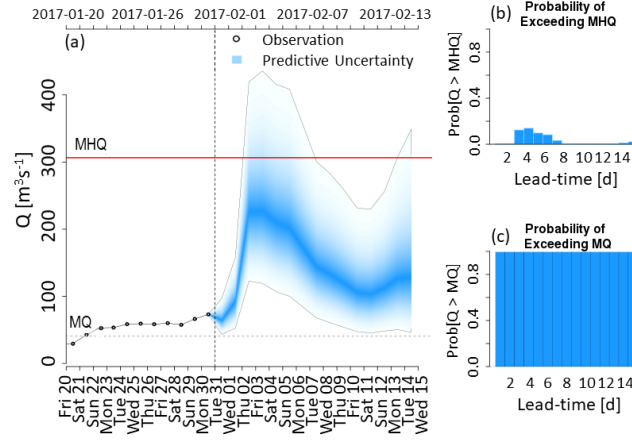 2017-01-20 2017-01-26 2017-02-01 2017-02-07 2017-02-13
(a)
Observation
Predictive Uncertainty
MHQ
MQ
Q [m³s⁻¹]
400
300
200
100
0
Fri 20
Sat 21
Sun 22
Mon 23
Tue 24
Wed 25
Thu 26
Fri 27
Sat 28
Sun 29
Mon 30
Tue 31
Wed 01
Thu 02
Fri 03
Sat 04
Sun 05
Mon 06
Tue 07
Wed 08
Thu 09
Fri 10
Sat 11
Sun 12
Mon 13
Tue 14
Wed 15
(b)
Probability of
Exceeding MHQ
Prob[Q > MHQ]
0.8
0.4
0.0
2 4 6 8 10 14
Lead-time [d]
(c)
Probability of
Exceeding MQ
Prob[Q > MQ]
0.8
0.4
0.0
2 4 6 8 10 14
Lead-time [d]